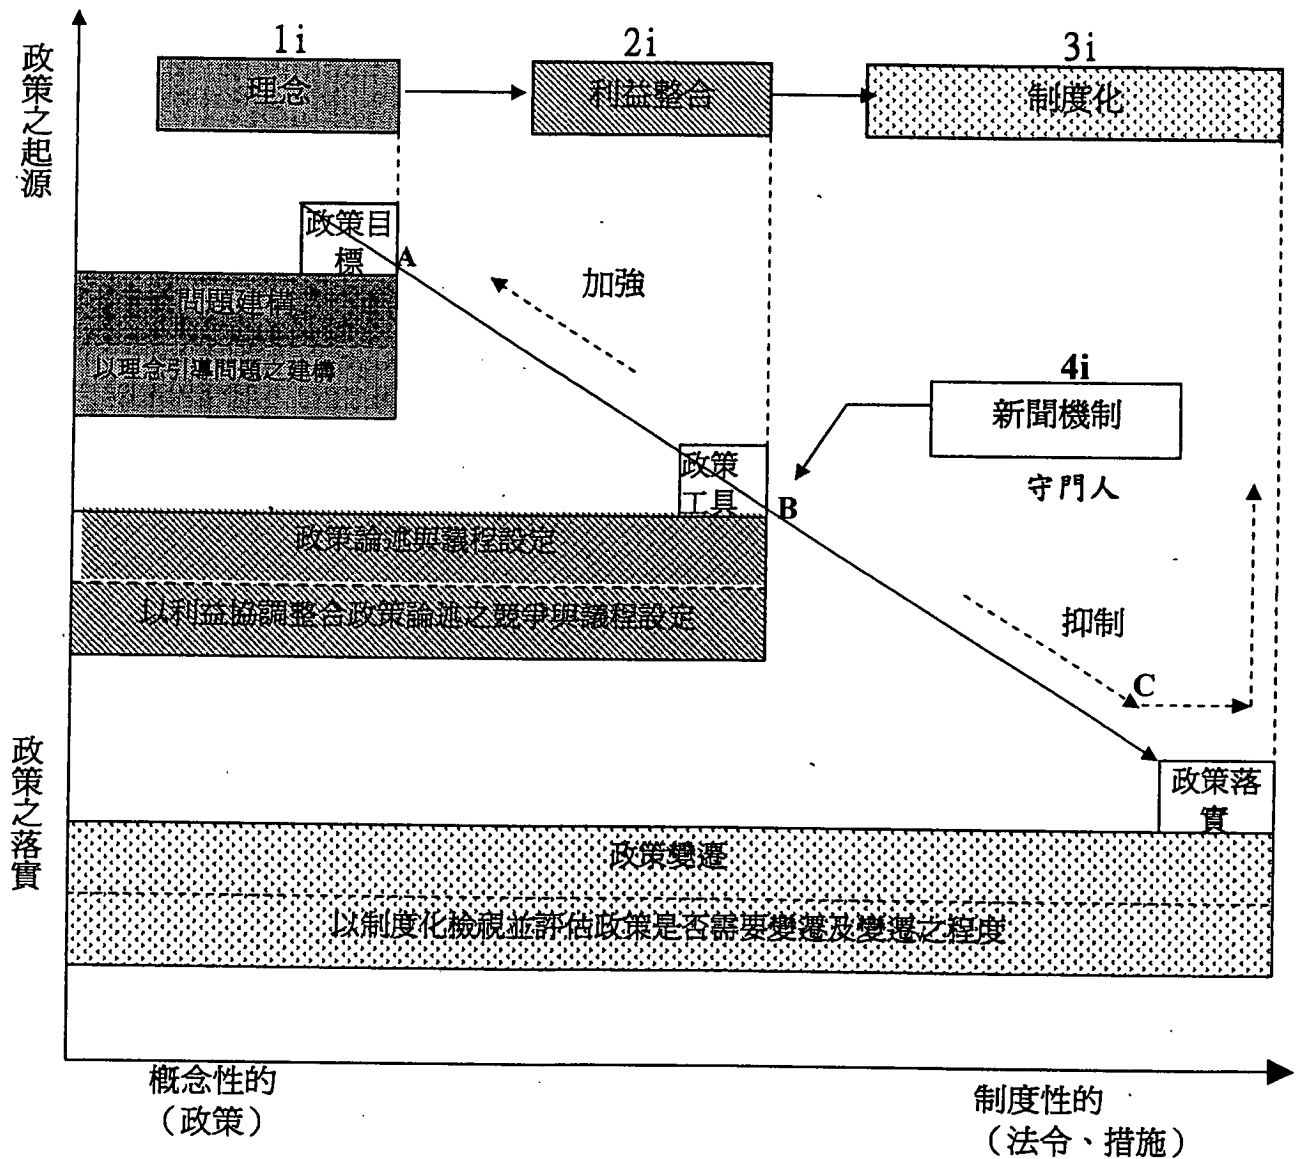 1i
2i
3i
政策之起源
理念
利益整合
制度化
政策目
標
A
加強
問題建構
以理念引導問題之建構
4i
新聞機制
守門人
政策
工具
B
政策論述與議程設定
以利益協調整合政策論述之競爭與議程設定
抑制
C
政策之落實
政策落
實
政策變遷
以制度化檢視並評估政策是否需要變遷及變遷之程度
概念性的
（政策）
制度性的
（法令、措施）